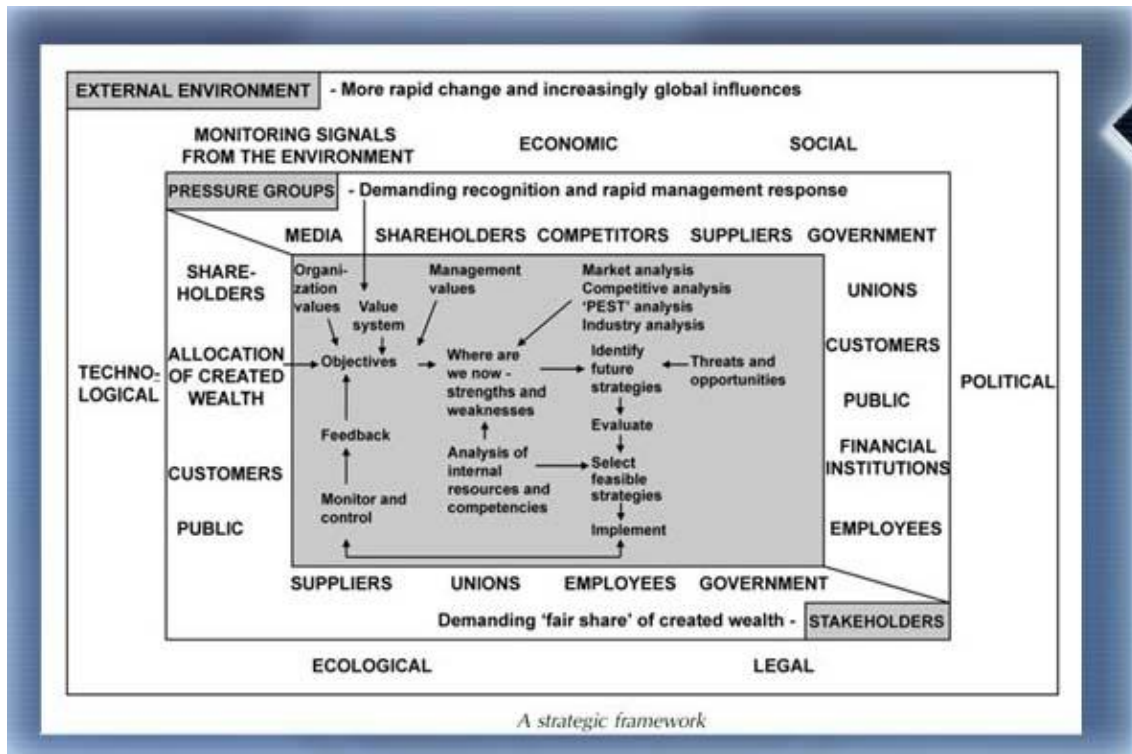 EXTERNAL ENVIRONMENT - More rapid change and increasingly global influences
MONITORING SIGNALS
FROM THE ENVIRONMENT
ECONOMIC
SOCIAL
PRESSURE GROUPS - Demanding recognition and rapid management response
MEDIA SHAREHOLDERS COMPETITORS SUPPLIERS GOVERNMENT
SHARE-
HOLDERS
ALLOCATION
OF CREATED
WEALTH
CUSTOMERS
PUBLIC
TECHNO-
LOGICAL
Organi-
zation
values
Value
system
Management
values
Market analysis
Competitive analysis
'PEST' analysis
Industry analysis
Objectives
Where are
we now -
strengths and
weaknesses
Identify
future
strategies
Threats and
opportunities
Feedback
Evaluate
Analysis of
internal
resources and
competencies
Select
feasible
strategies
Monitor and
control
Implement
UNIONS
CUSTOMERS
PUBLIC
FINANCIAL
INSTITUTIONS
EMPLOYEES
POLITICAL
SUPPLIERS UNIONS EMPLOYEES GOVERNMENT
Demanding 'fair share' of created wealth - STAKEHOLDERS
ECOLOGICAL
LEGAL
A strategic framework